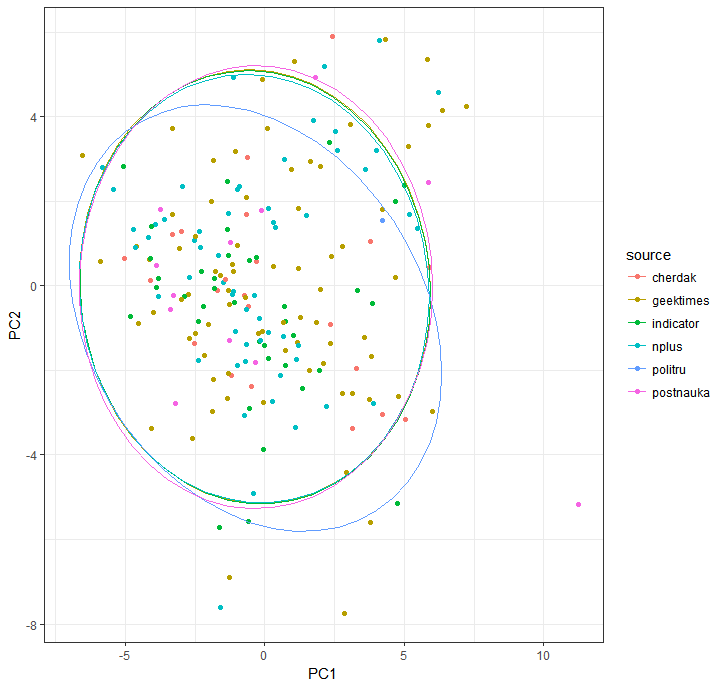 4
0
-4
-8
-5
0
5
10
PC1
PC2
source
cherdak
geektimes
indicator
nplus
politru
postnauka